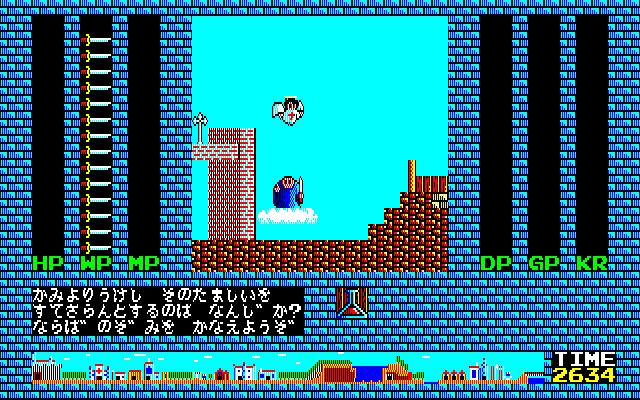 HP WP MP
DP GP KR
かみよりうけし そのたましいを
すてさらんとするのは なんじか?
ならば のぞみを かなえようぞ
TIME
2634